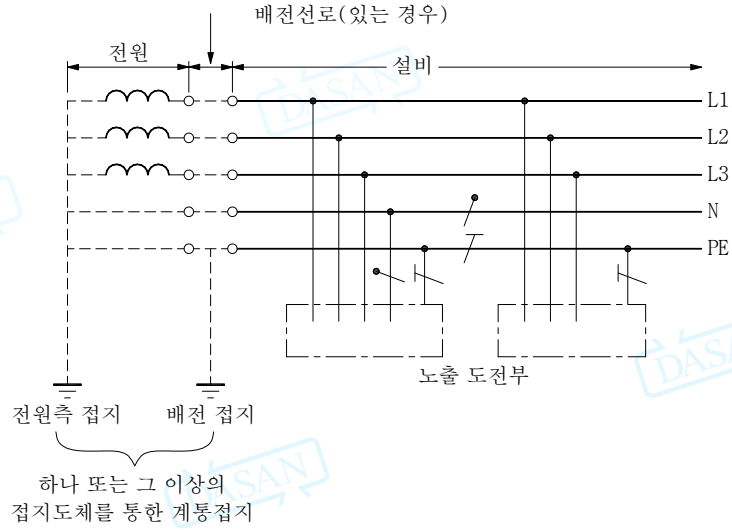 배전선로(있는 경우)
전원
설비
L1
L2
L3
N
PE
노출 도전부
전원측 접지
배전 접지
하나 또는 그 이상의
접지도체를 통한 계통접지
DASAN
DASAN
DASAN